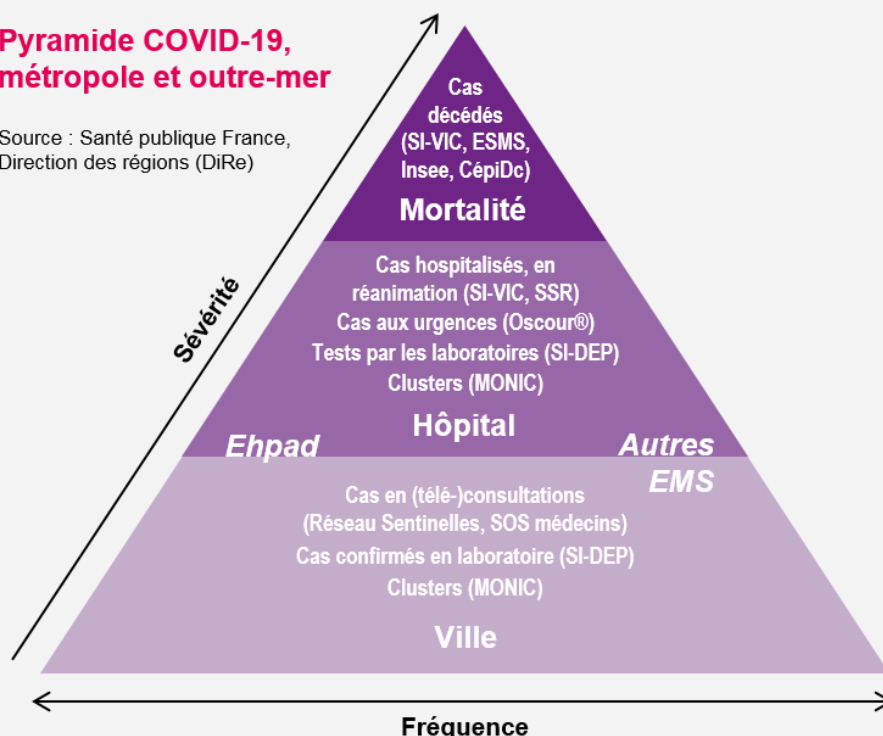 Pyramide COVID-19,
métropole et outre-mer
Source : Santé publique France,
Direction des régions (DiRe)
Sévérité
Cas
décédés
(SI-VIC, ESMS,
Insee, CépiDc)
Mortalité
Cas hospitalisés, en
réanimation (SI-VIC, SSR)
Cas aux urgences (Oscour®)
Tests par les laboratoires (SI-DEP)
Clusters (MONIC)
Hôpital
Ehpad
Autres
EMS
Cas en (télé-)consultations
(Réseau Sentinelles, SOS médecins)
Cas confirmés en laboratoire (SI-DEP)
Clusters (MONIC)
Ville
Fréquence